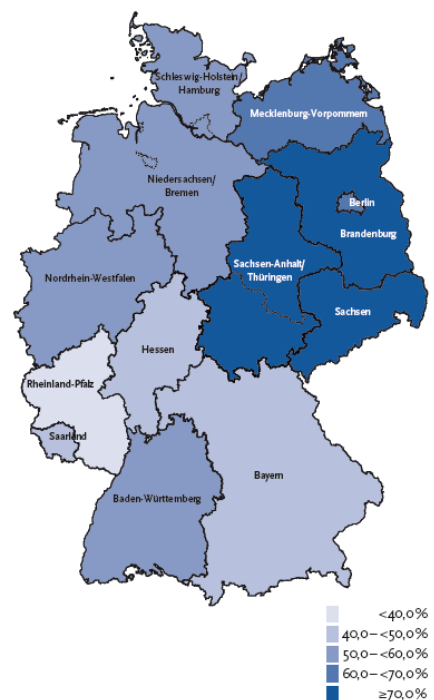 Schleswig-Holstein/
Hamburg
Mecklenburg-Vorpommern
Niedersachsen/
Bremen
Berlin
Brandenburg
Sachsen-Anhalt/
Thüringen
Nordrhein-Westfalen
Sachsen
Hessen
Rheinland-Pfalz
Saarland
Bayern
Baden-Württemberg
<40,0%
40,0–<50,0%
50,0–<60,0%
60,0–<70,0%
≥70,0%